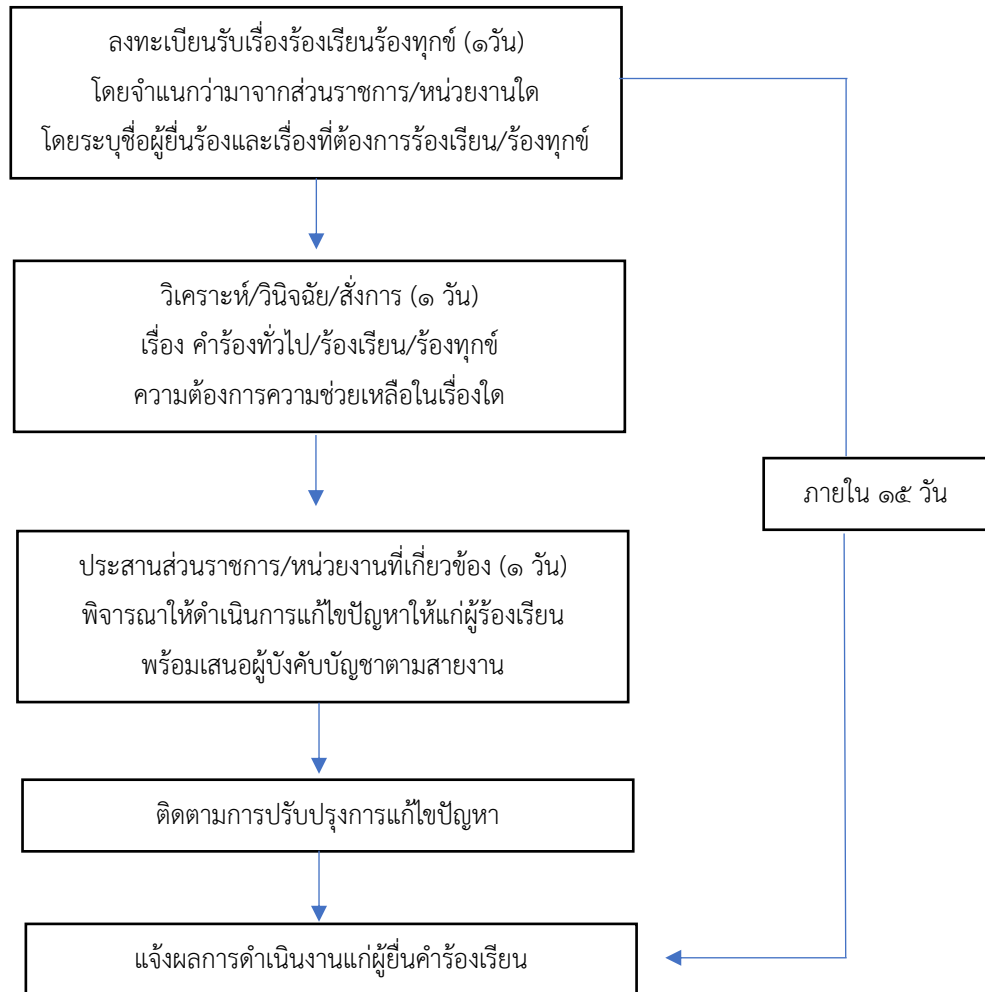 ลงทะเบียนรับเรื่องร้องเรียนร้องทุกข์ (๑วัน)
โดยจำแนกว่ามาจากส่วนราชการ/หน่วยงานใด
โดยระบุชื่อผู้ยื่นร้องและเรื่องที่ต้องการร้องเรียน/ร้องทุกข์
วิเคราะห์/วินิจฉัย/สั่งการ (๑ วัน)
เรื่อง คำร้องทั่วไป/ร้องเรียน/ร้องทุกข์
ความต้องการความช่วยเหลือในเรื่องใด
ภายใน ๑๕ วัน
ประสานส่วนราชการ/หน่วยงานที่เกี่ยวข้อง (๑ วัน)
พิจารณาให้ดำเนินการแก้ไขปัญหาให้แก่ผู้ร้องเรียน
พร้อมเสนอผู้บังคับบัญชาตามสายงาน
ติดตามการปรับปรุงการแก้ไขปัญหา
แจ้งผลการดำเนินงานแก่ผู้ยื่นคำร้องเรียน